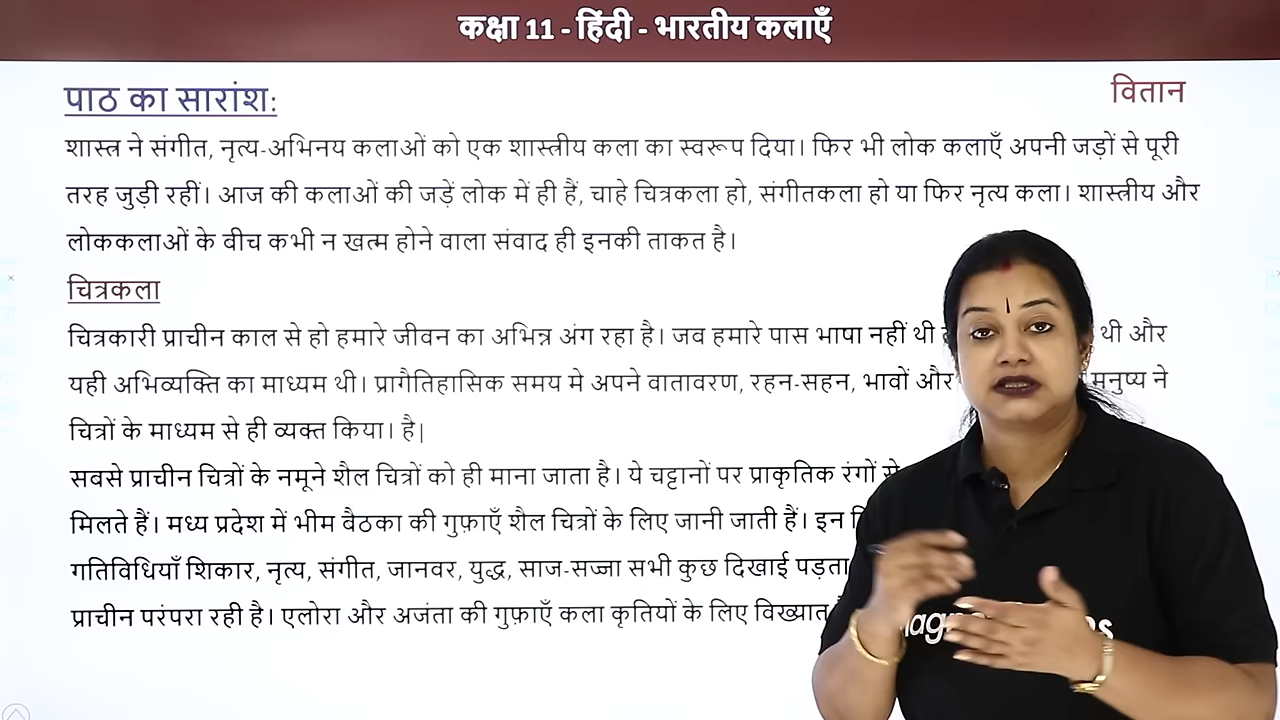 कक्षा 11 - हिंदी - भारतीय कलाएँ
वितान
पाठ का सारांश:
शास्त्र ने संगीत, नृत्य-अभिनय कलाओं को एक शास्त्रीय कला का स्वरूप दिया। फिर भी लोक कलाएँ अपनी जड़ों से पूरी
तरह जुड़ी रहीं। आज की कलाओं की जड़ें लोक में ही हैं, चाहे चित्रकला हो, संगीतकला हो या फिर नृत्य कला। शास्त्रीय और
लोककलाओं के बीच कभी न खत्म होने वाला संवाद ही इनकी ताकत है।
चित्रकला
चित्रकारी प्राचीन काल से हो हमारे जीवन का अभिन्न अंग रहा है। जब हमारे पास भाषा नहीं थी थी और
यही अभिव्यक्ति का माध्यम थी। प्रागैतिहासिक समय मे अपने वातावरण, रहन-सहन, भावों और मनुष्य ने
चित्रों के माध्यम से ही व्यक्त किया। है|
सबसे प्राचीन चित्रों के नमूने शैल चित्रों को ही माना जाता है। ये चट्टानों पर प्राकृतिक रंगों से
मिलते हैं। मध्य प्रदेश में भीम बैठका की गुफ़ाएँ शैल चित्रों के लिए जानी जाती हैं। इन
गतिविधियाँ शिकार, नृत्य, संगीत, जानवर, युद्ध, साज-सज्जा सभी कुछ दिखाई पड़ता
प्राचीन परंपरा रही है। एलोरा और अजंता की गुफ़ाएँ कला कृतियों के लिए विख्यात